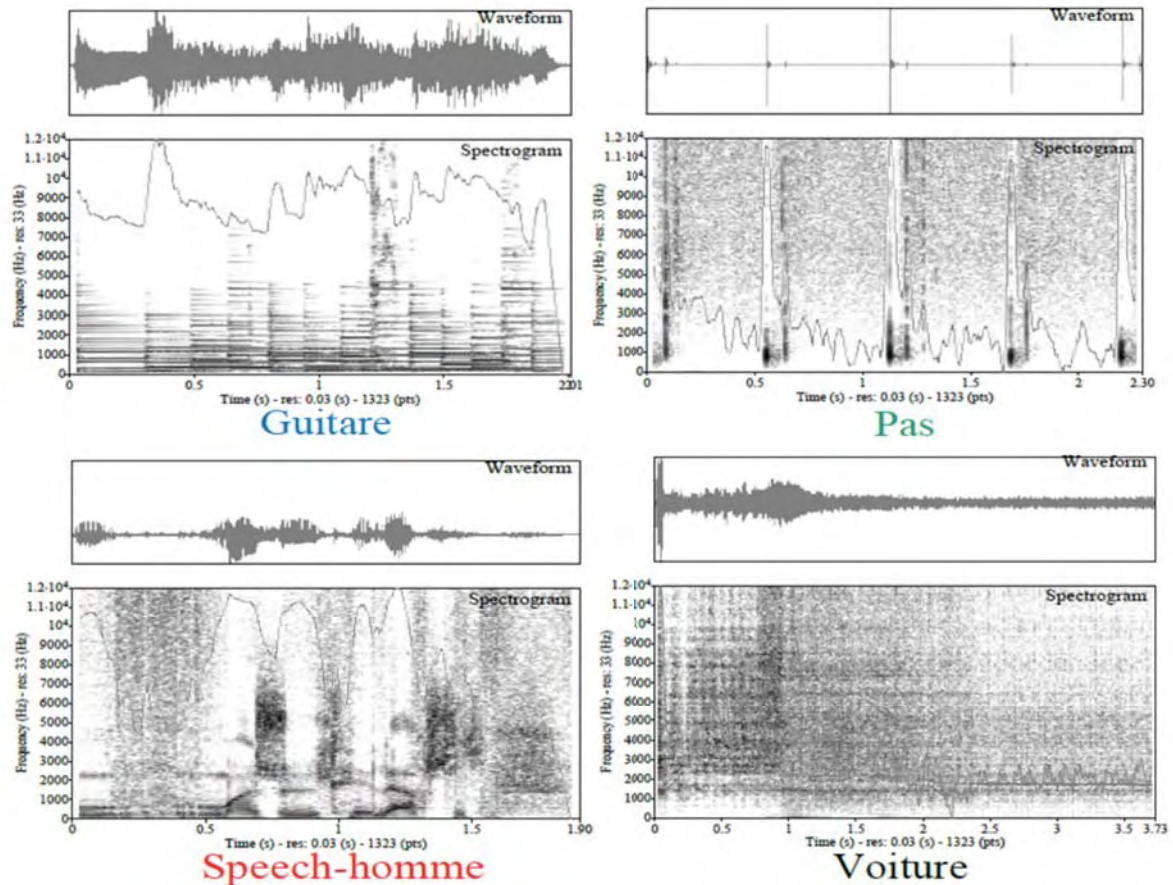 Waveform
1.2·10⁴
1.1·10⁴
10⁴
9000
8000
7000
6000
5000
4000
3000
2000
1000
0
Frequency (Hz) - res: 33 (Hz)
Spectrogram
0 0.5 1 1.5 2.01
Time (s) - res: 0.03 (s) - 1323 (pts)
Guitare
Waveform
1.2·10⁴
1.1·10⁴
10⁴
9000
8000
7000
6000
5000
4000
3000
2000
1000
0
Frequency (Hz) - res: 33 (Hz)
Spectrogram
0 0.5 1 1.5 2 2.30
Time (s) - res: 0.03 (s) - 1323 (pts)
Pas
Waveform
1.2·10⁴
1.1·10⁴
10⁴
9000
8000
7000
6000
5000
4000
3000
2000
1000
0
Frequency (Hz) - res: 33 (Hz)
Spectrogram
0 0.5 1 1.5 1.90
Time (s) - res: 0.03 (s) - 1323 (pts)
Speech-homme
Waveform
1.2·10⁴
1.1·10⁴
10⁴
9000
8000
7000
6000
5000
4000
3000
2000
1000
0
Frequency (Hz) - res: 33 (Hz)
Spectrogram
0 0.5 1 1.5 2 2.5 3 3.5 3.73
Time (s) - res: 0.03 (s) - 1323 (pts)
Voiture